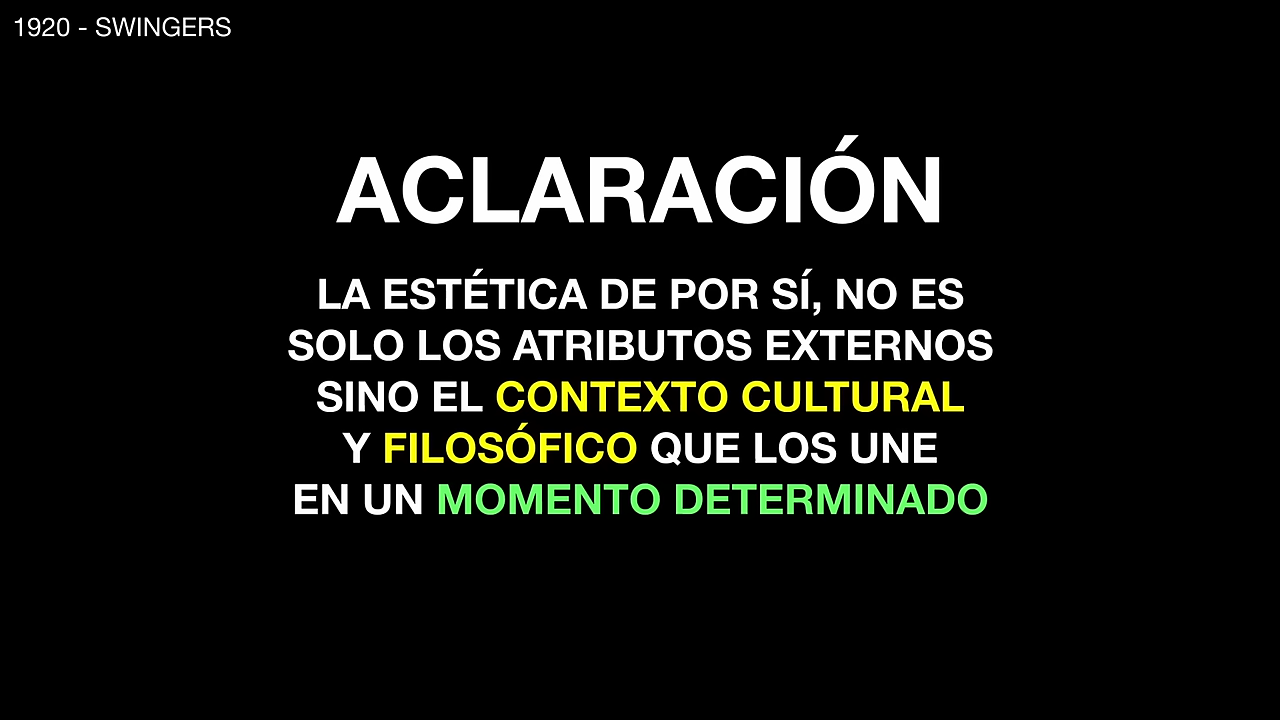 1920 - SWINGERS
ACLARACIÓN
LA ESTÉTICA DE POR SÍ, NO ES
SOLO LOS ATRIBUTOS EXTERNOS
SINO EL CONTEXTO CULTURAL
Y FILOSÓFICO QUE LOS UNE
EN UN MOMENTO DETERMINADO